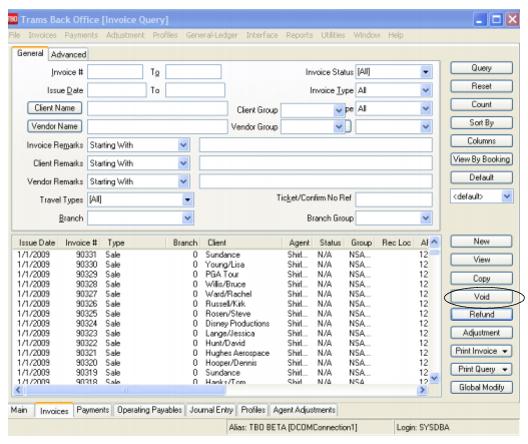 TBO Trams Back Office [Invoice Query]
File Invoices Payments Adjustment Profiles General-Ledger Interface Reports Utilities Window Help
General Advanced
Invoice # To Invoice Status [All] Query
Issue Date To Invoice Type All Reset
Client Name Client Group pe All Count
Vendor Name Vendor Group Sort By
Invoice Remarks Starting With Columns
Client Remarks Starting With View By Booking
Vendor Remarks Starting With Default
Travel Types [All] Ticket/Confirm No Ref <default>
Branch Branch Group
Issue Date Invoice # Type Branch Client Agent Status Group Rec Loc New
1/1/2009 90331 Sale 0 Sundance Shirl... N/A NSA... 12
1/1/2009 90330 Sale 0 Young/Lisa Shirl... N/A NSA... 12 View
1/1/2009 90329 Sale 0 PGA Tour Shirl... N/A NSA... 12
1/1/2009 90328 Sale 0 Willis/Bruce Shirl... N/A NSA... 12 Copy
1/1/2009 90327 Sale 0 Ward/Rachel Shirl... N/A NSA... 12
1/1/2009 90326 Sale 0 Russell/Kirk Shirl... N/A NSA... 12 Void
1/1/2009 90325 Sale 0 Rosen/Steve Shirl... N/A NSA... 12 Refund
1/1/2009 90324 Sale 0 Disney Productions Shirl... N/A NSA... 12
1/1/2009 90323 Sale 0 Lange/Jessica Shirl... N/A NSA... 12 Adjustment
1/1/2009 90322 Sale 0 Hunt/David Shirl... N/A NSA... 12
1/1/2009 90321 Sale 0 Hughes Aerospace Shirl... N/A NSA... 12 Print Invoice
1/1/2009 90320 Sale 0 Hooper/Dennis Shirl... N/A NSA... 12
1/1/2009 90319 Sale 0 Sundance Shirl... N/A NSA... 12 Print Query
1/1/2009 90318 Sale 0 Hanks/Tom Shirl... N/A NSA... 12 Global Modify
Main Invoices Payments Operating Payables Journal Entry Profiles Agent Adjustments
Alias: TBO BETA [DCOMConnection1] Login: SYSDBA